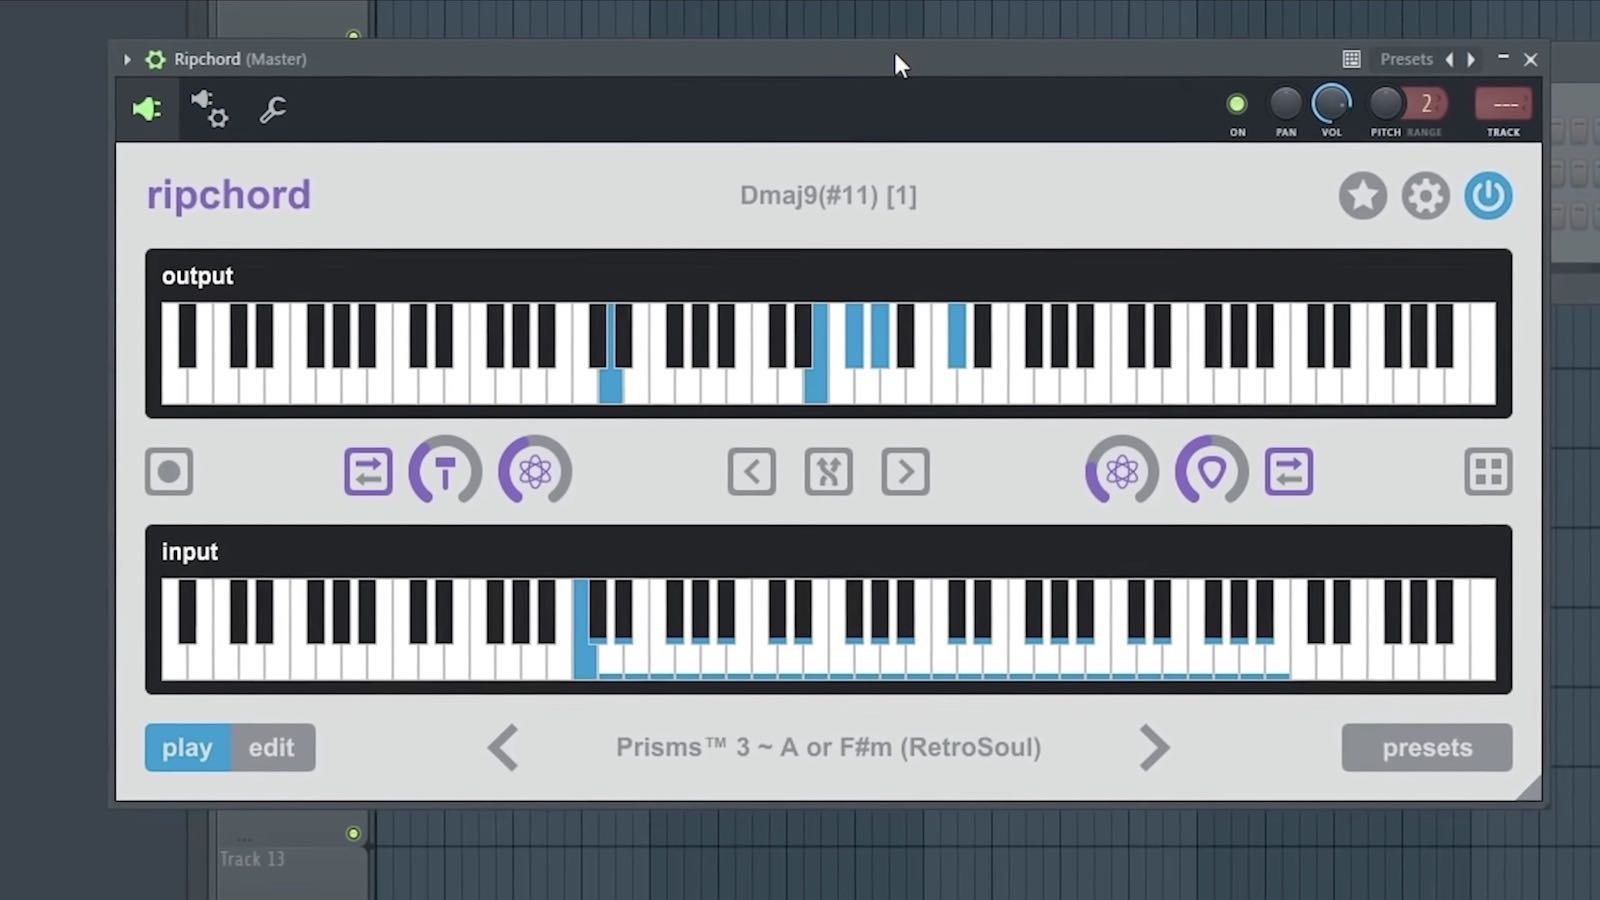 Ripchord (Master)
Presets
2
---
ON
PAN
VOL
PITCH RANGE
TRACK
ripchord
Dmaj9(#11) [1]
output
input
play
edit
Prisms™ 3 ~ A or F#m (RetroSoul)
presets
...
Track 13